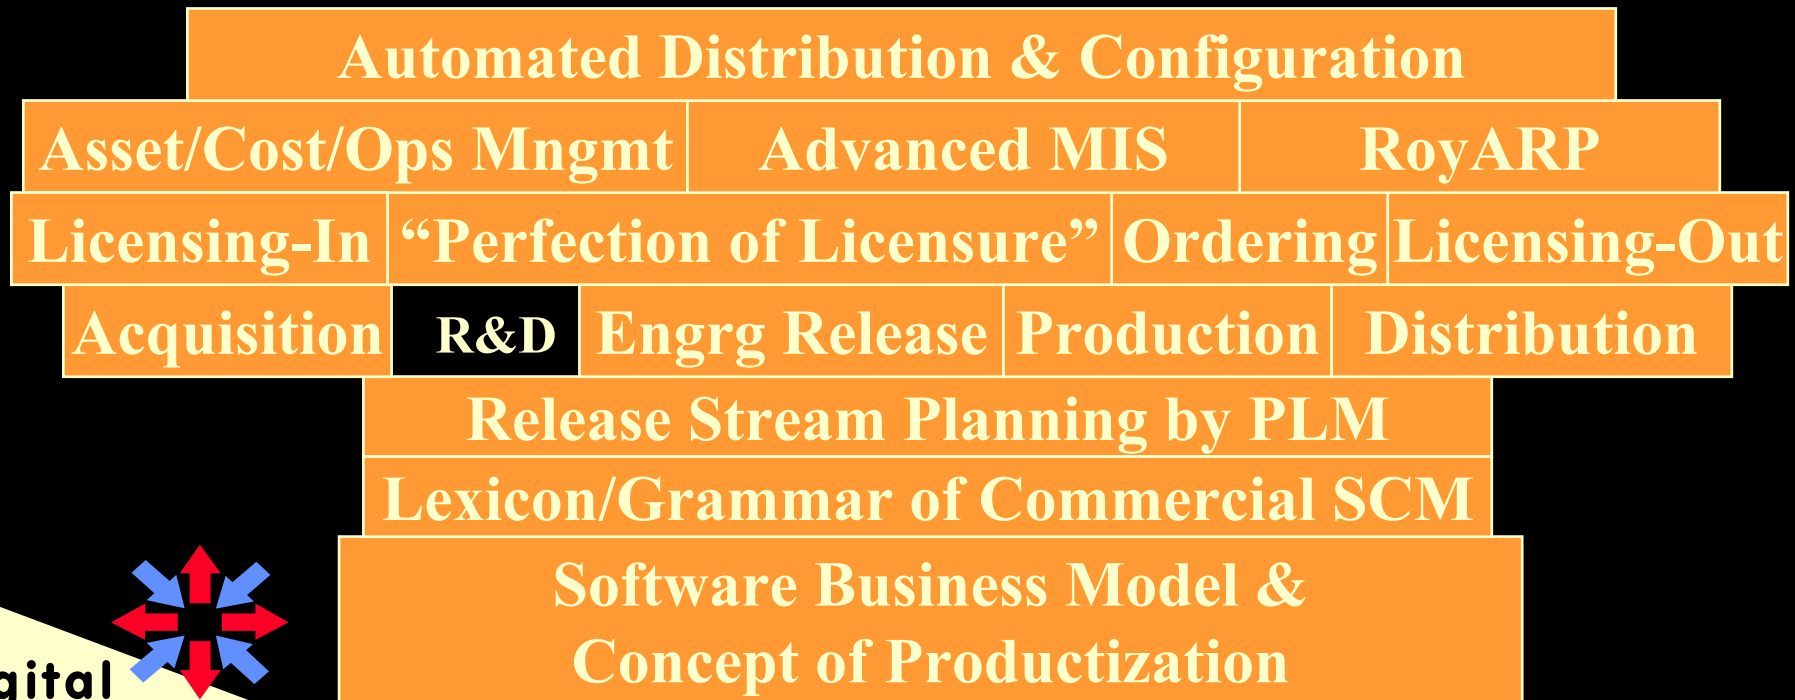 Automated Distribution & Configuration
Asset/Cost/Ops Mngmt Advanced MIS RoyARP
Licensing-In “Perfection of Licensure” Ordering Licensing-Out
Acquisition R&D Engrg Release Production Distribution
Release Stream Planning by PLM
Lexicon/Grammar of Commercial SCM
Software Business Model &
Concept of Productization
gital